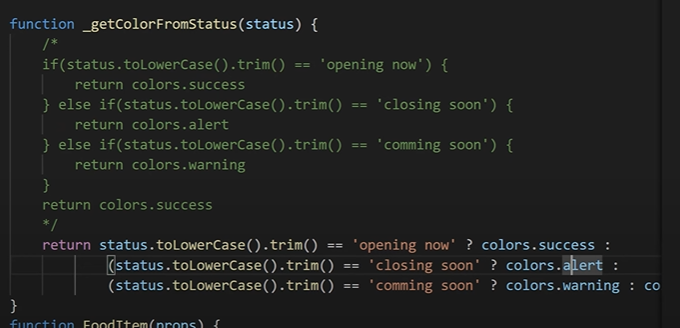 function _getColorFromStatus(status) {
/*
if(status.toLowerCase().trim() == 'opening now') {
return colors.success
} else if(status.toLowerCase().trim() == 'closing soon') {
return colors.alert
} else if(status.toLowerCase().trim() == 'comming soon') {
return colors.warning
}
return colors.success
*/
return status.toLowerCase().trim() == 'opening now' ? colors.success :
(status.toLowerCase().trim() == 'closing soon' ? colors.alert :
(status.toLowerCase().trim() == 'comming soon' ? colors.warning : co
}
function FoodItem(props) {